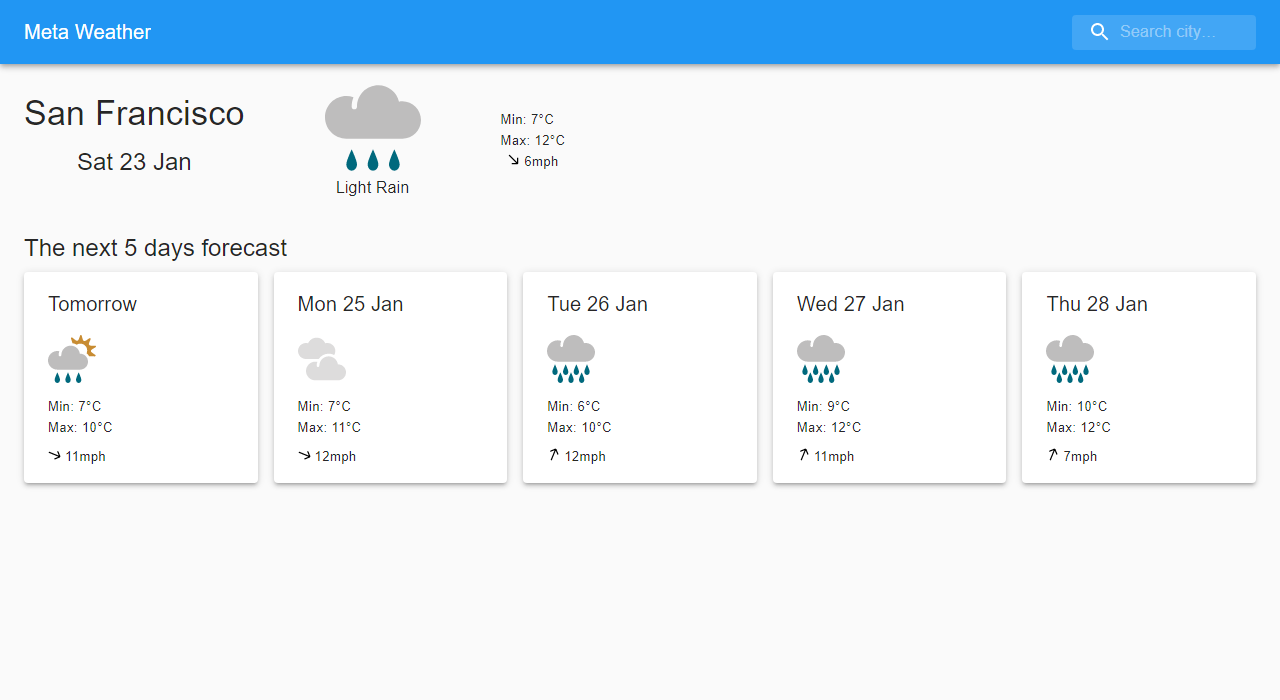 Meta Weather
Search city...
San Francisco
Sat 23 Jan
Light Rain
Min: 7°C
Max: 12°C
6mph
The next 5 days forecast
Tomorrow
Min: 7°C
Max: 10°C
11mph
Mon 25 Jan
Min: 7°C
Max: 11°C
12mph
Tue 26 Jan
Min: 6°C
Max: 10°C
12mph
Wed 27 Jan
Min: 9°C
Max: 12°C
11mph
Thu 28 Jan
Min: 10°C
Max: 12°C
7mph